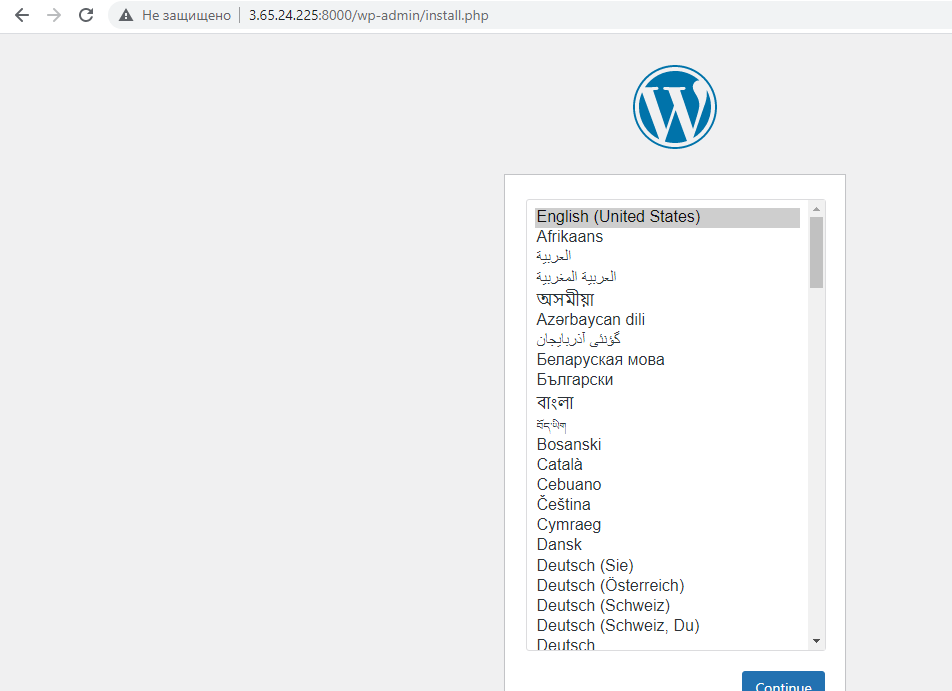 Не защищено 3.65.24.225:8000/wp-admin/install.php
English (United States)
Afrikaans
العربية
العربية المغربية
অসমীয়া
Azərbaycan dili
گؤنئی آذربایجان
Беларуская мова
Български
বাংলা
བོད་ཡིག
Bosanski
Català
Cebuano
Čeština
Cymraeg
Dansk
Deutsch (Sie)
Deutsch (Österreich)
Deutsch (Schweiz)
Deutsch (Schweiz, Du)
Deutsch
Continue